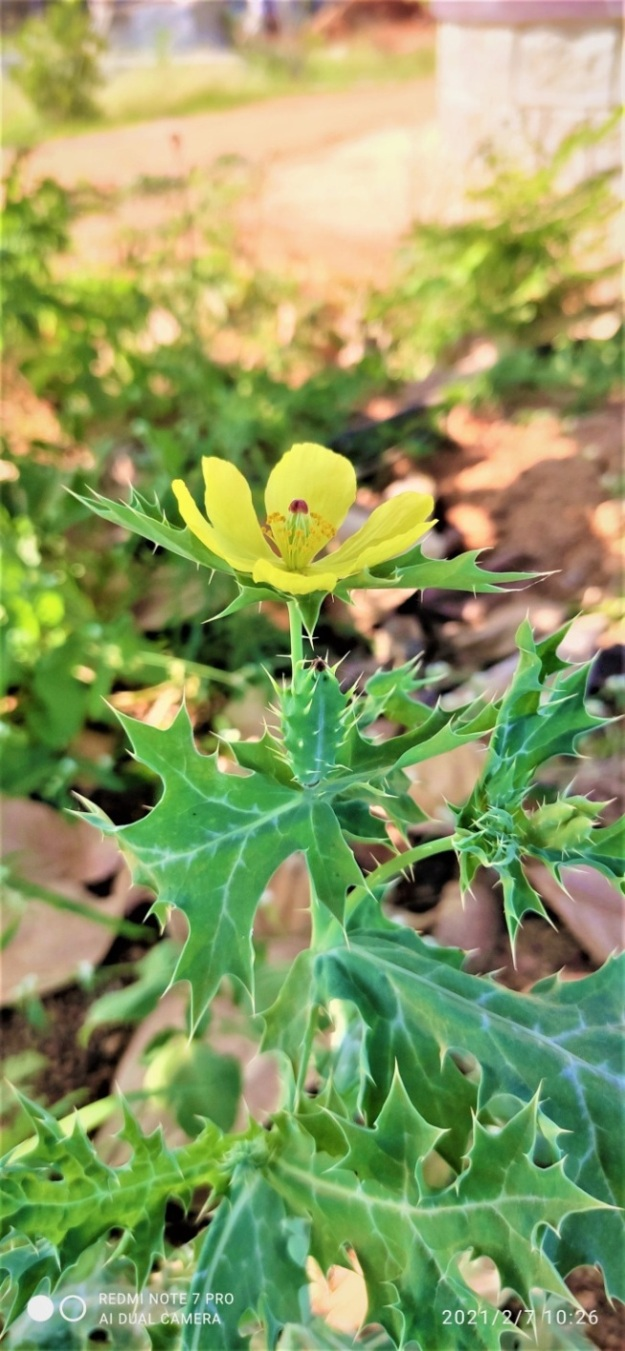 REDMI NOTE 7 PRO
AI DUAL CAMERA
2021/2/7 10:26